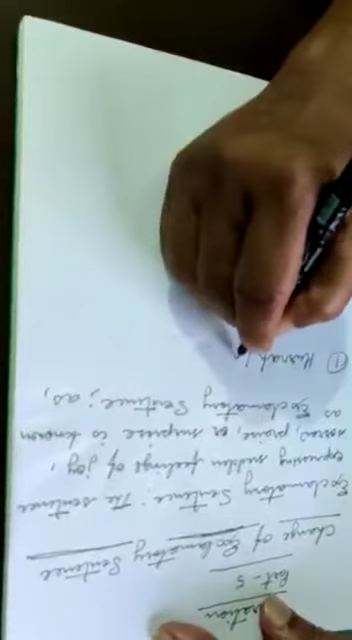 Part - 5
Change of Exclamatory Sentence
Exclamatory Sentence: The sentence
expressing sudden feelings of joy,
sorrow, praise, or surprise is known
as Exclamatory Sentence; as,
① Hurrah!